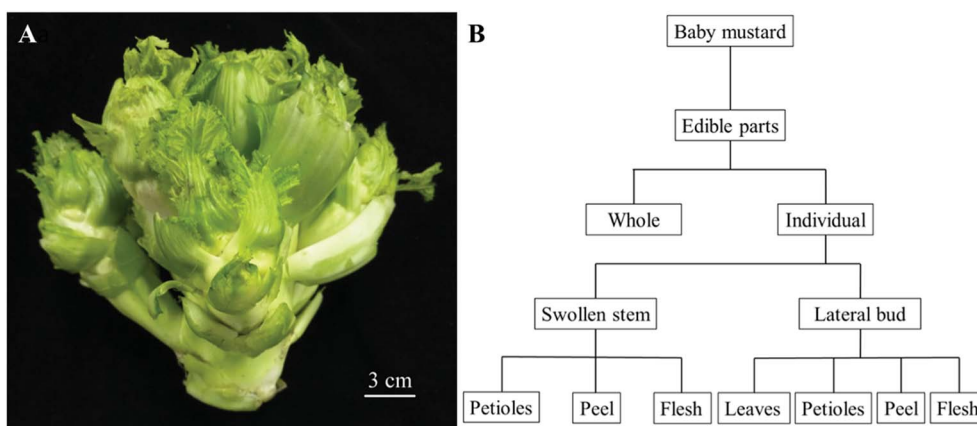 A
3 cm
B
Baby mustard
Edible parts
Whole
Individual
Swollen stem
Lateral bud
Petioles
Peel
Flesh
Leaves
Petioles
Peel
Flesh